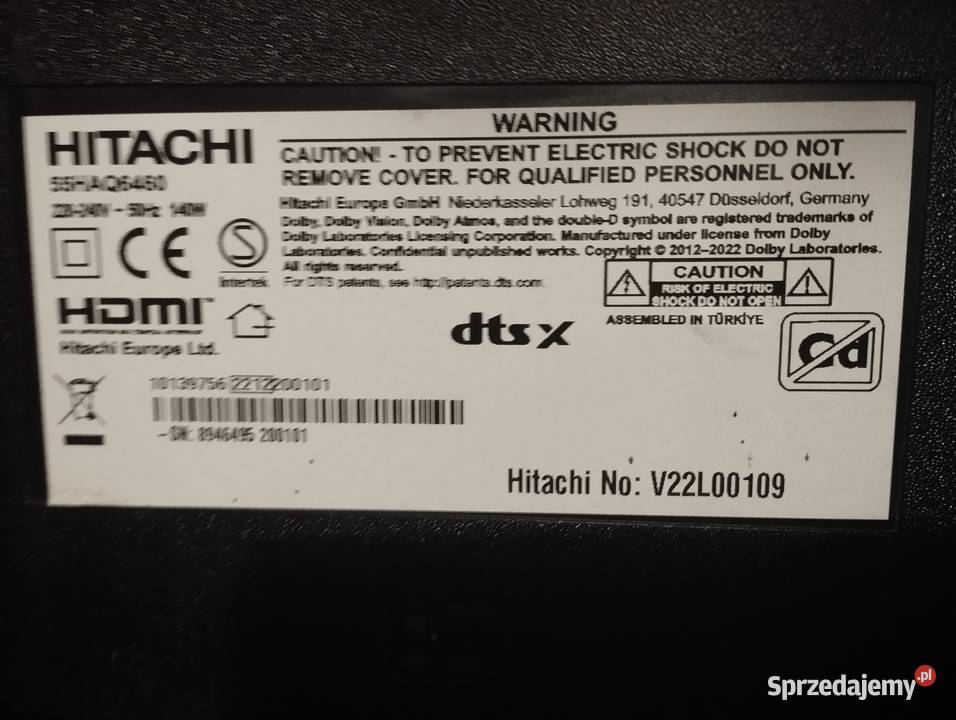 HITACHI
220-240V ~ 50Hz 140W
Intertek
HDMI
Hitachi Europe Ltd.
WARNING
CAUTION! - TO PREVENT ELECTRIC SHOCK DO NOT
REMOVE COVER. FOR QUALIFIED PERSONNEL ONLY.
Hitachi Europe GmbH Niederkasseler Lohweg 191, 40547 Düsseldorf, Germany
Dolby, Dolby Vision, Dolby Atmos, and the double-D symbol are registered trademarks of
Dolby Laboratories Licensing Corporation. Manufactured under license from Dolby
Laboratories. Confidential unpublished works. Copyright © 2012–2022 Dolby Laboratories.
All rights reserved.
For DTS patents, see http://patents.dts.com.
CAUTION
RISK OF ELECTRIC
SHOCK DO NOT OPEN
ASSEMBLED IN TÜRKİYE
dts X
Cd
10139756 2212200101
SN: 8946495 200101
Hitachi No: V22L00109
Sprzedajemy.pl